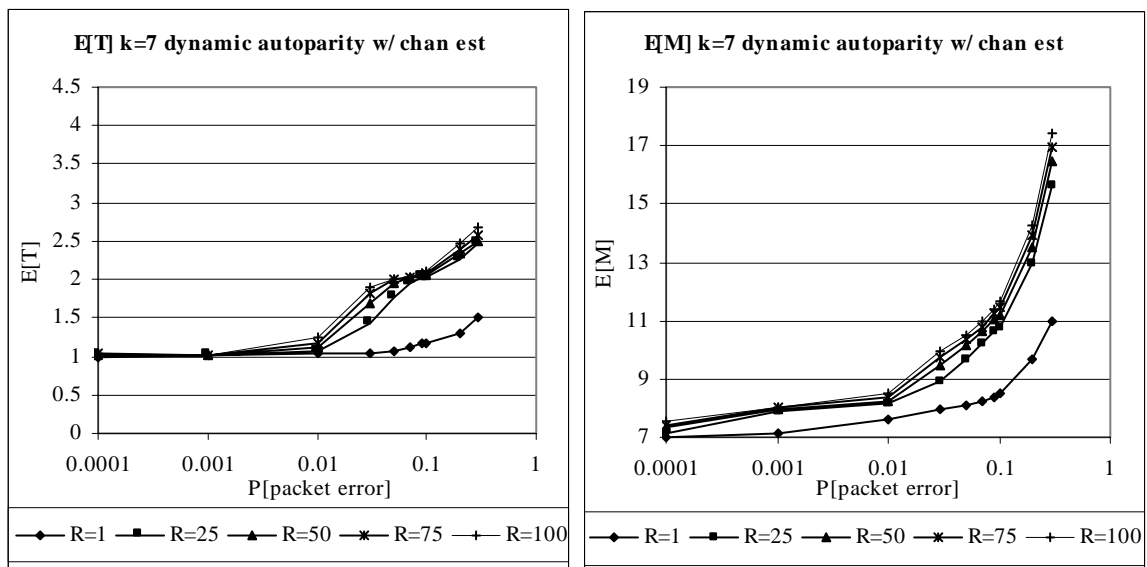 E[T] k=7 dynamic autoparity w/ chan est
4.5
4
3.5
3
2.5
2
1.5
1
0.5
0
E[T]
0.0001 0.001 0.01 0.1 1
P[packet error]
R=1 R=25 R=50 R=75 R=100
E[M] k=7 dynamic autoparity w/ chan est
19
17
15
13
11
9
7
E[M]
0.0001 0.001 0.01 0.1 1
P[packet error]
R=1 R=25 R=50 R=75 R=100